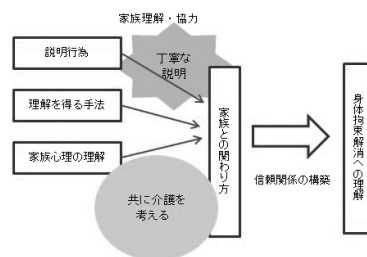 家族理解・協力
説明行為
丁寧な
説明
理解を得る手法
家族心理の理解
共に介護を
考える
家族との関わり方
信頼関係の構築
身体拘束解消への理解